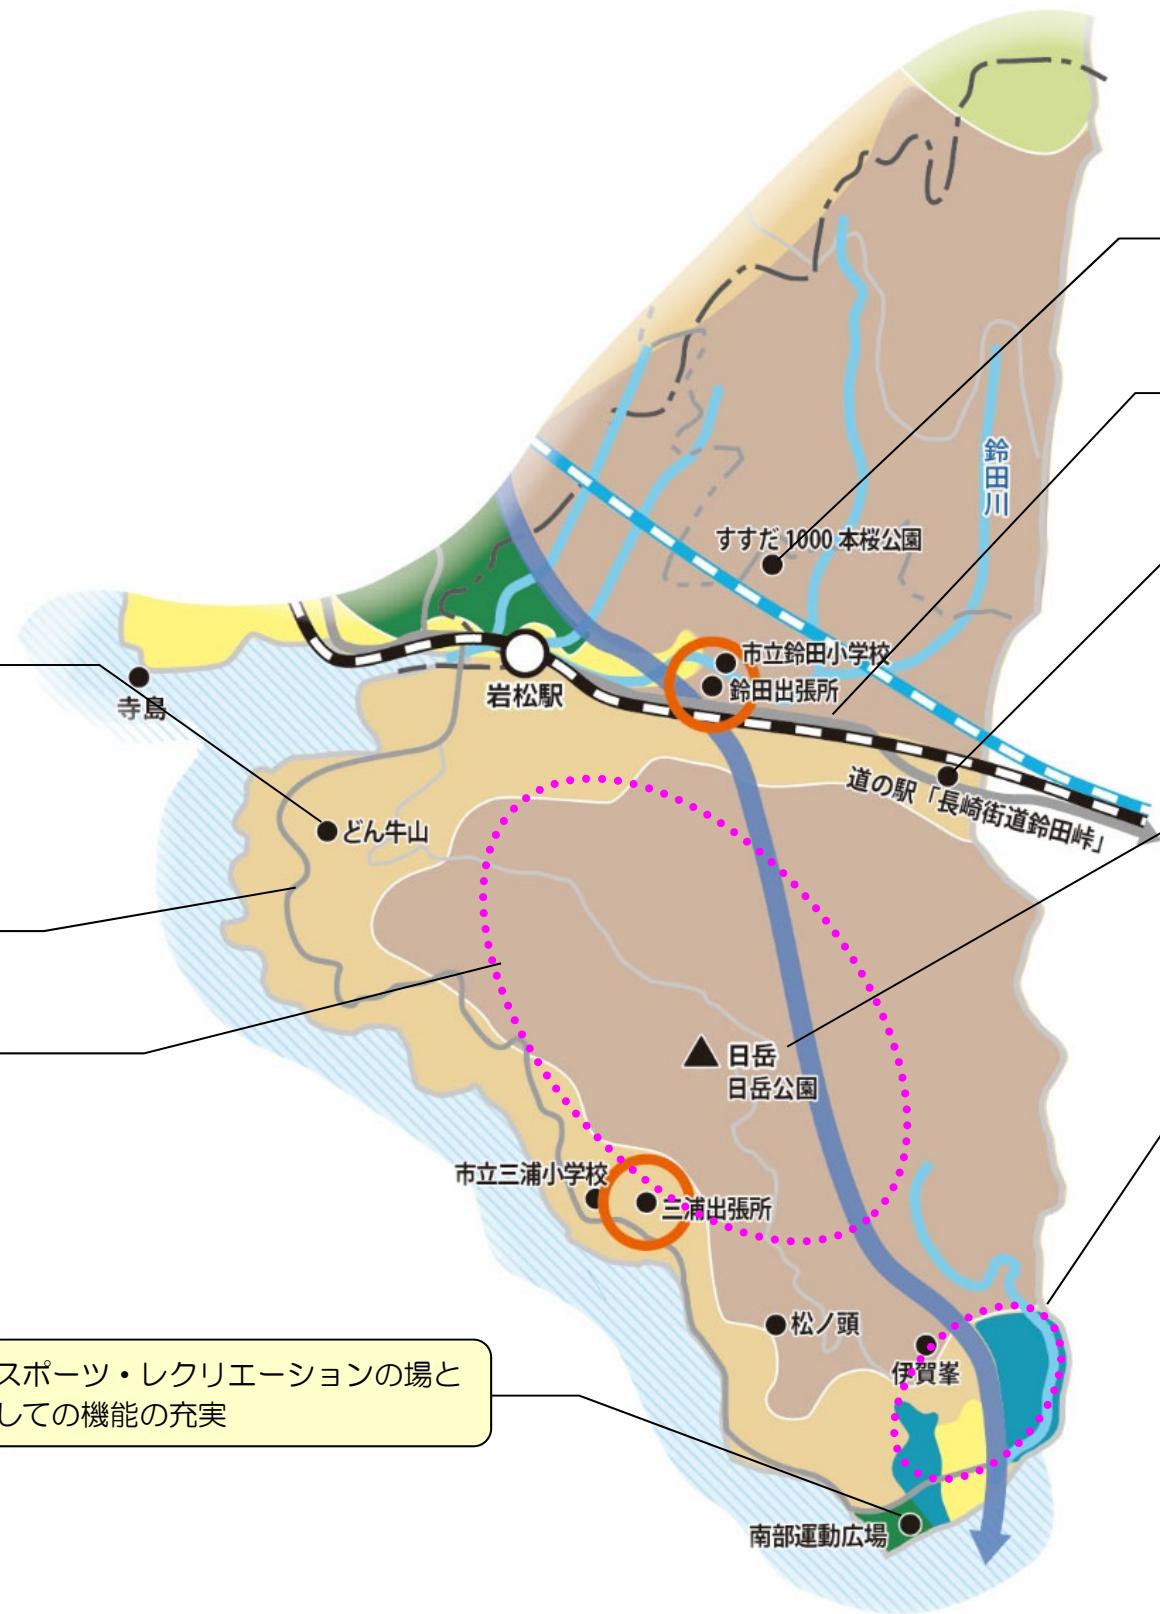 鈴田川
すずだ1000本桜公園
市立鈴田小学校
鈴田出張所
岩松駅
寺島
道の駅「長崎街道鈴田峠」
どん牛山
日岳
日岳公園
市立三浦小学校
三浦出張所
松ノ頭
伊賀峯
スポーツ・レクリエーションの場と
しての機能の充実
南部運動広場